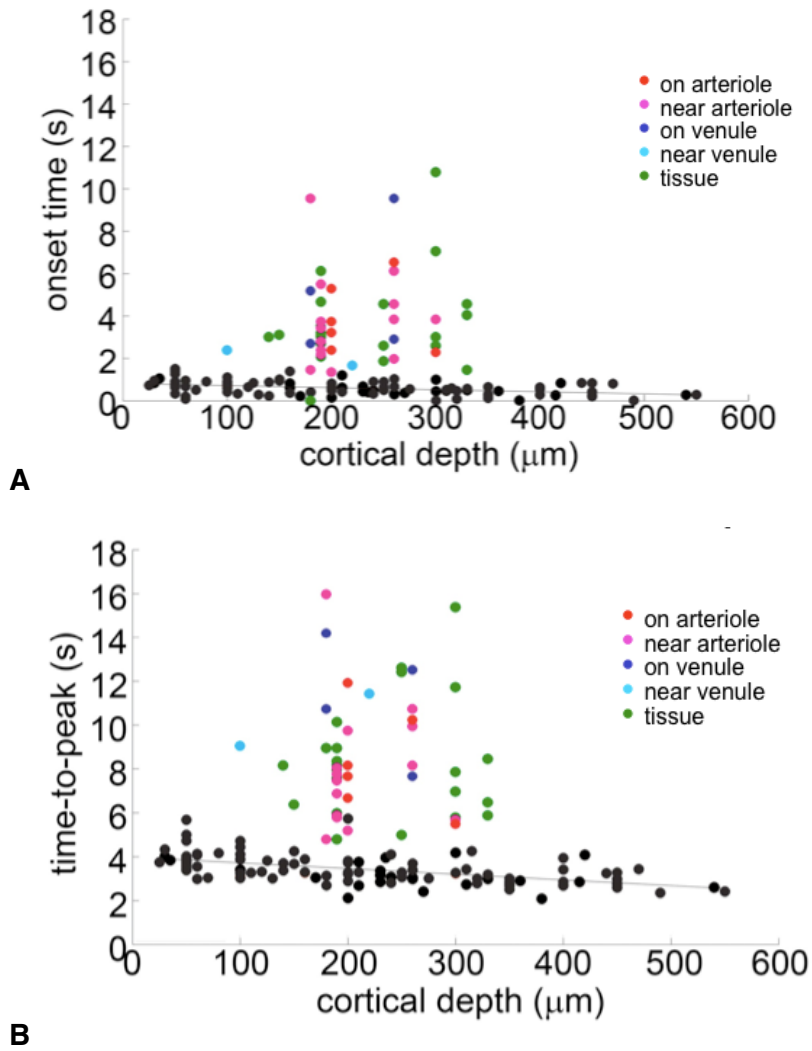 18
16
14
12
10
8
6
4
2
0
onset time (s)
on arteriole
near arteriole
on venule
near venule
tissue
0 100 200 300 400 500 600
cortical depth (μm)
A
18
16
14
12
10
8
6
4
2
0
time-to-peak (s)
on arteriole
near arteriole
on venule
near venule
tissue
0 100 200 300 400 500 600
cortical depth (μm)
B